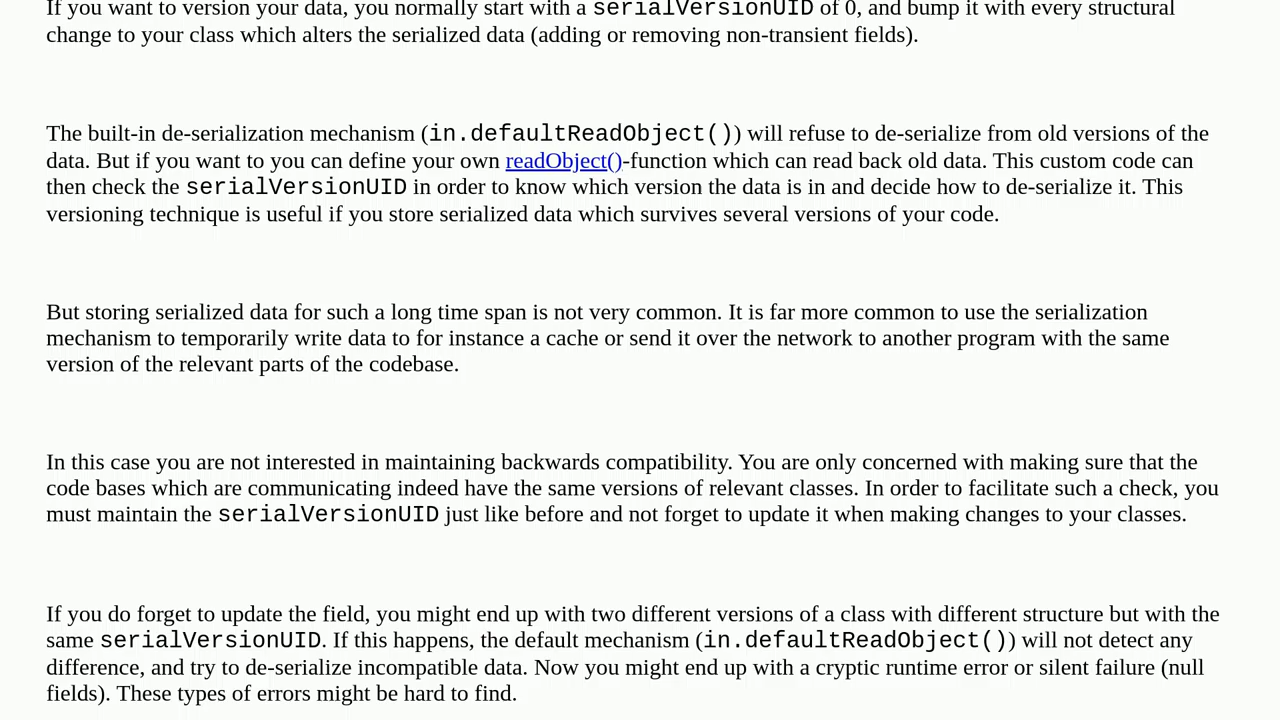 If you want to version your data, you normally start with a serialVersionUID of 0, and bump it with every structural
change to your class which alters the serialized data (adding or removing non-transient fields).
The built-in de-serialization mechanism (in.defaultReadObject()) will refuse to de-serialize from old versions of the
data. But if you want to you can define your own readObject()-function which can read back old data. This custom code can
then check the serialVersionUID in order to know which version the data is in and decide how to de-serialize it. This
versioning technique is useful if you store serialized data which survives several versions of your code.
But storing serialized data for such a long time span is not very common. It is far more common to use the serialization
mechanism to temporarily write data to for instance a cache or send it over the network to another program with the same
version of the relevant parts of the codebase.
In this case you are not interested in maintaining backwards compatibility. You are only concerned with making sure that the
code bases which are communicating indeed have the same versions of relevant classes. In order to facilitate such a check, you
must maintain the serialVersionUID just like before and not forget to update it when making changes to your classes.
If you do forget to update the field, you might end up with two different versions of a class with different structure but with the
same serialVersionUID. If this happens, the default mechanism (in.defaultReadObject()) will not detect any
difference, and try to de-serialize incompatible data. Now you might end up with a cryptic runtime error or silent failure (null
fields). These types of errors might be hard to find.